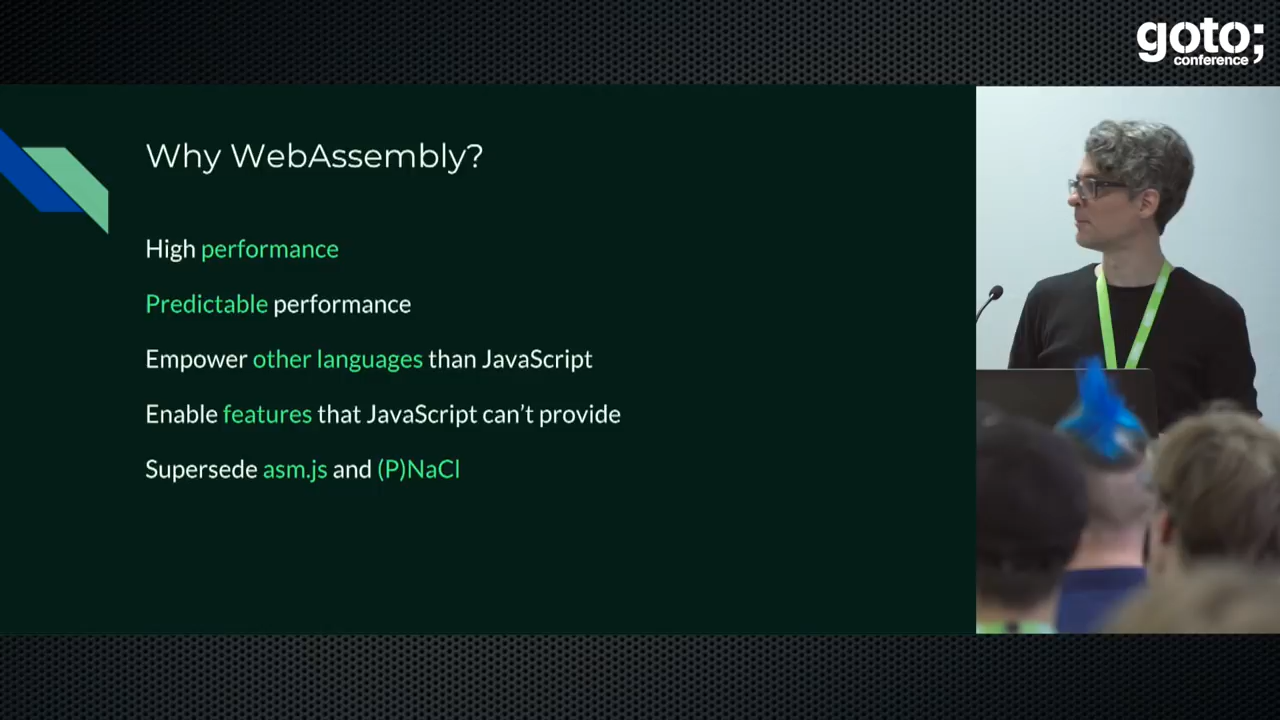 goto;
conference
Why WebAssembly?
High performance
Predictable performance
Empower other languages than JavaScript
Enable features that JavaScript can't provide
Supersede asm.js and (P)NaCl